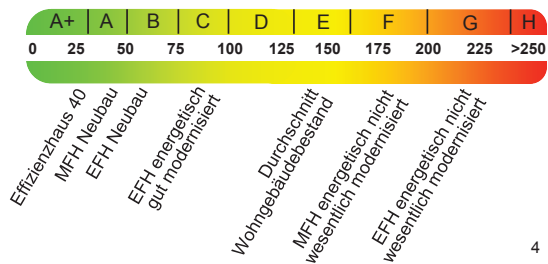 A+ A B C D E F G H
0 25 50 75 100 125 150 175 200 225 >250
Effizienzhaus 40
MFH Neubau
EFH Neubau
EFH energetisch
gut modernisiert
Durchschnitt
Wohngebäudebestand
MFH energetisch nicht
wesentlich modernisiert
EFH energetisch nicht
wesentlich modernisiert
4